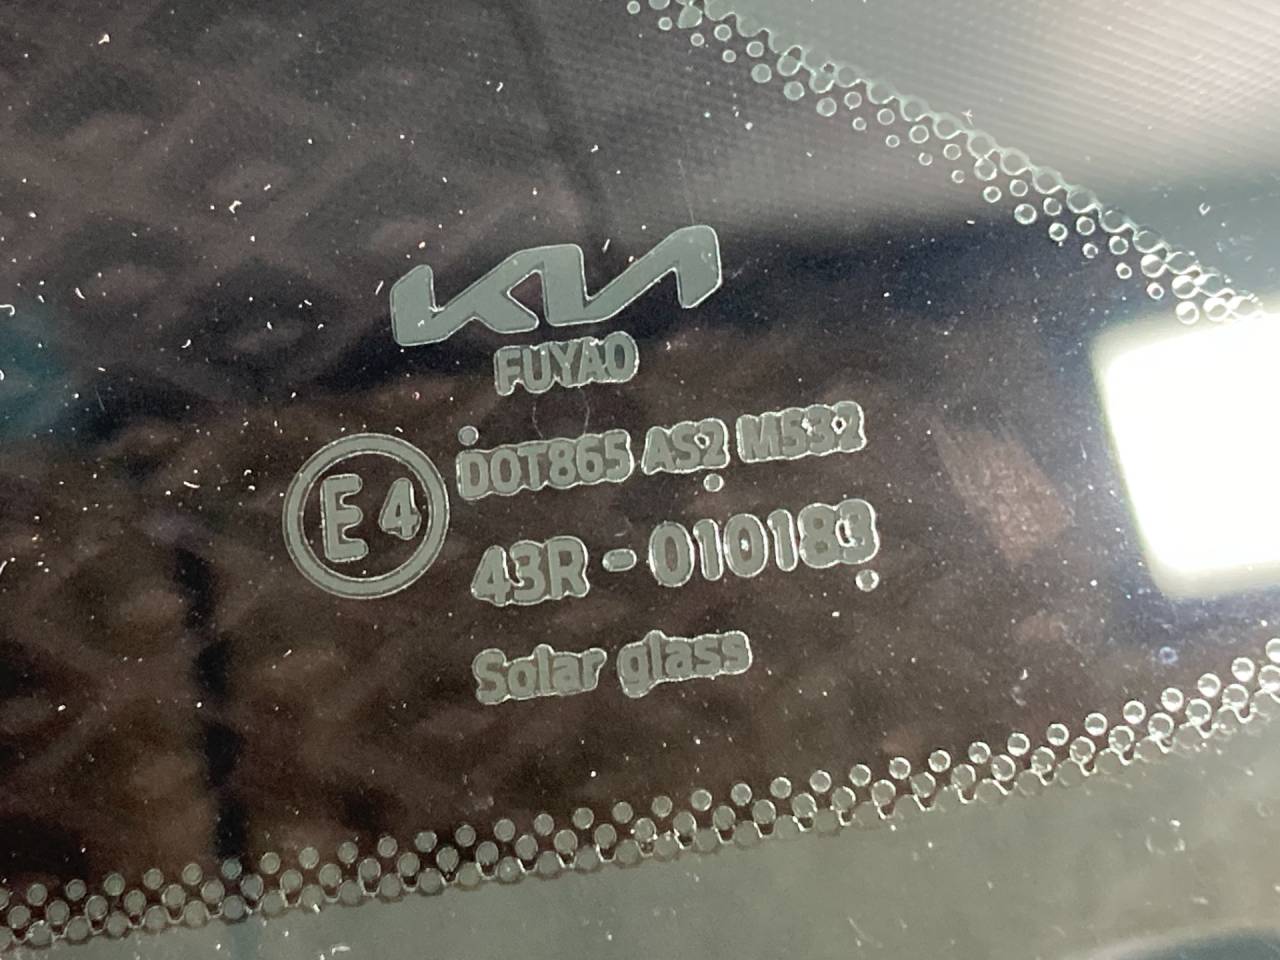 KIA
FUYAO
DOT865 AS2 M532
E4
43R-010183
Solar glass